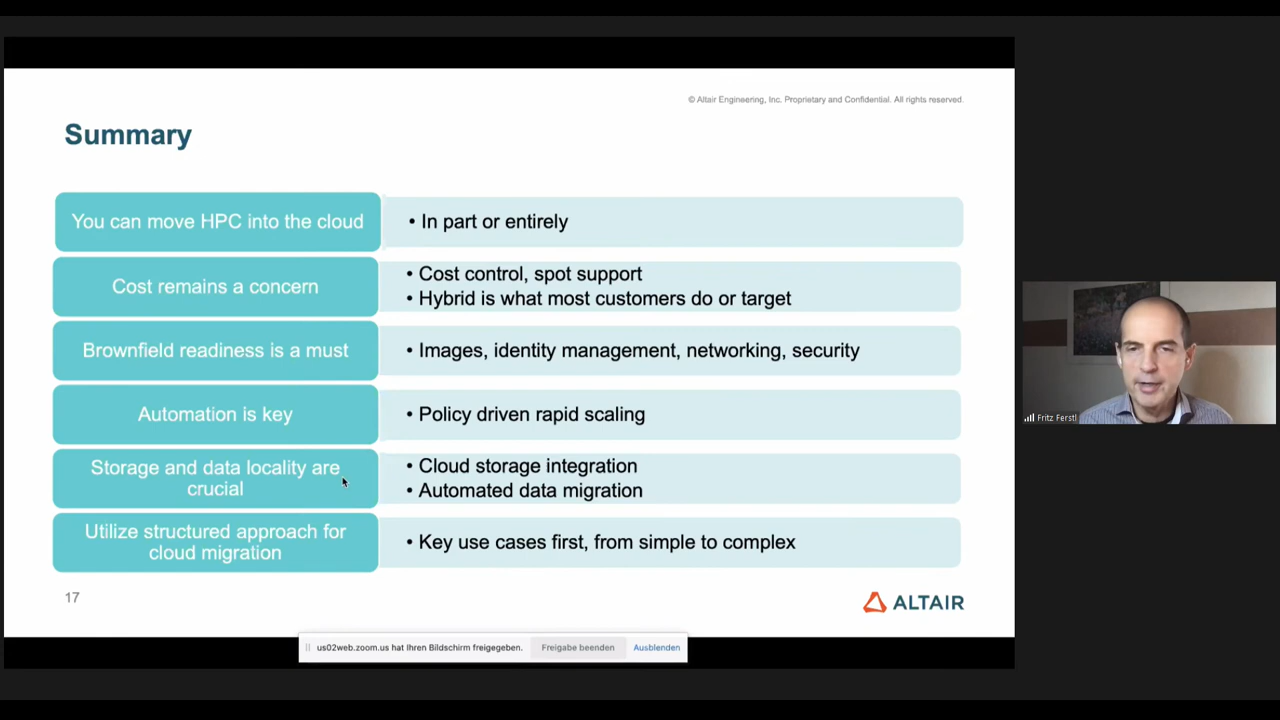 © Altair Engineering, Inc. Proprietary and Confidential. All rights reserved.
Summary
You can move HPC into the cloud
• In part or entirely
Cost remains a concern
• Cost control, spot support
• Hybrid is what most customers do or target
Brownfield readiness is a must
• Images, identity management, networking, security
Automation is key
• Policy driven rapid scaling
Storage and data locality are
crucial
• Cloud storage integration
• Automated data migration
Utilize structured approach for
cloud migration
• Key use cases first, from simple to complex
17
ALTAIR
us02web.zoom.us hat Ihren Bildschirm freigegeben.
Freigabe beenden
Ausblenden
Fritz Ferstl